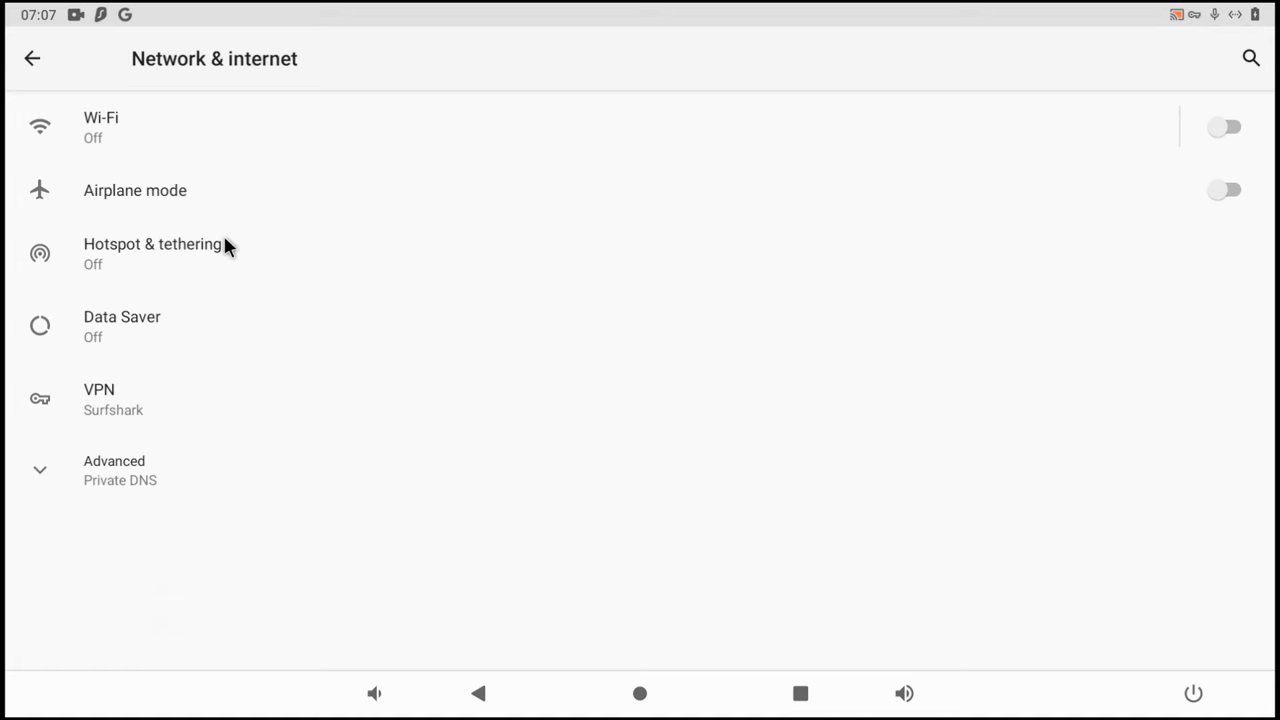 07:07
Network & internet
Wi-Fi
Off
Airplane mode
Hotspot & tethering
Off
Data Saver
Off
VPN
Surfshark
Advanced
Private DNS